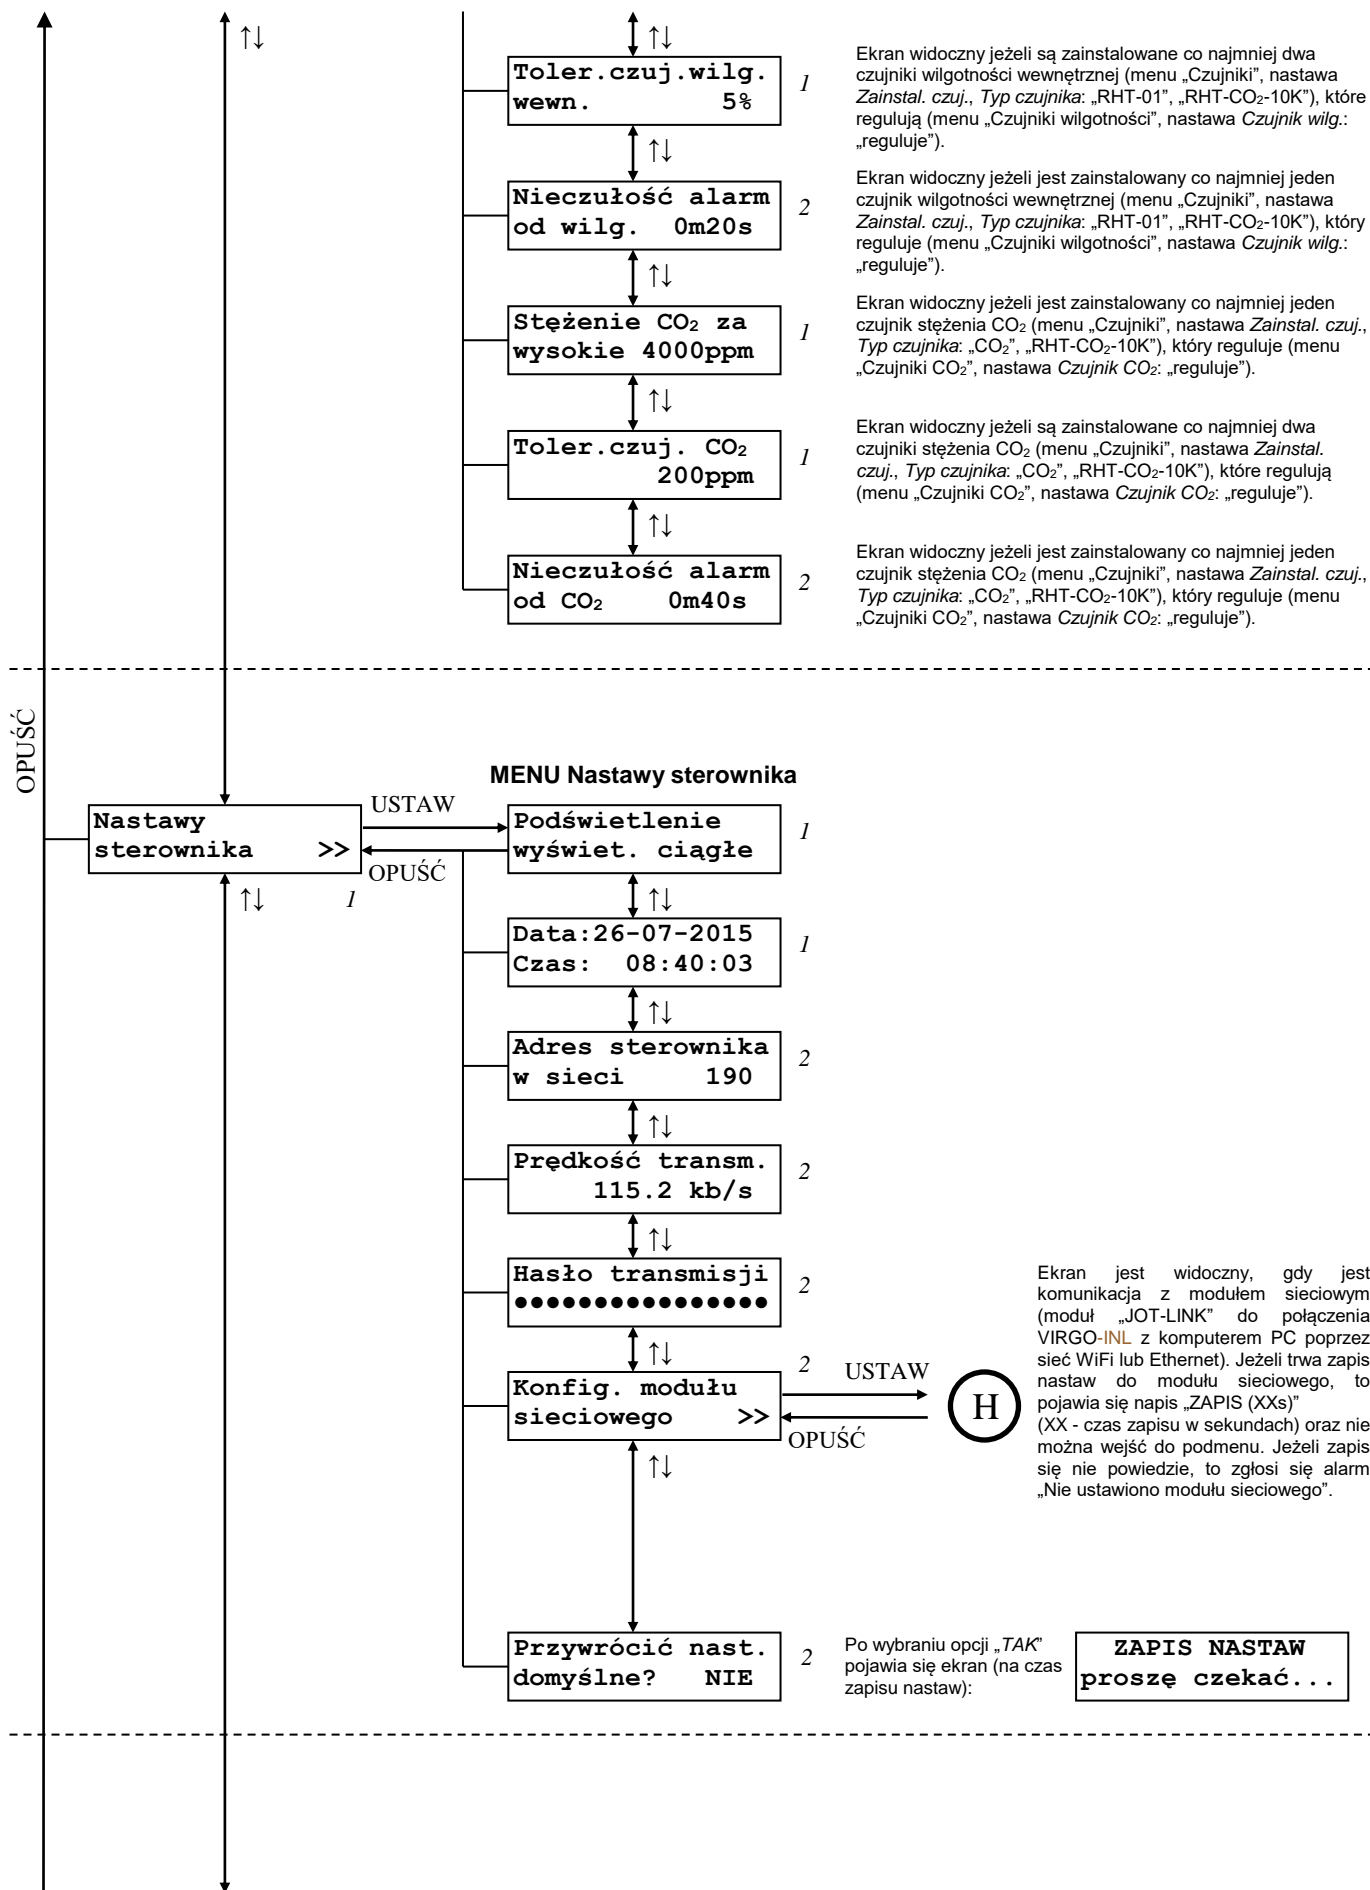 ↑↓
↑↓
Toler.czuj.wilg.
wewn. 5%
1
Ekran widoczny jeżeli są zainstalowane co najmniej dwa
czujniki wilgotności wewnętrznej (menu „Czujniki”, nastawa
Zainstal. czuj., Typ czujnika: „RHT-01”, „RHT-CO2-10K”), które
regulują (menu „Czujniki wilgotności”, nastawa Czujnik wilg.:
„reguluje”).
↑↓
Nieczułość alarm
od wilg. 0m20s
2
Ekran widoczny jeżeli jest zainstalowany co najmniej jeden
czujnik wilgotności wewnętrznej (menu „Czujniki”, nastawa
Zainstal. czuj., Typ czujnika: „RHT-01”, „RHT-CO2-10K”), który
reguluje (menu „Czujniki wilgotności”, nastawa Czujnik wilg.:
„reguluje”).
↑↓
Stężenie CO2 za
wysokie 4000ppm
1
Ekran widoczny jeżeli jest zainstalowany co najmniej jeden
czujnik stężenia CO2 (menu „Czujniki”, nastawa Zainstal. czuj.,
Typ czujnika: „CO2”, „RHT-CO2-10K”), który reguluje (menu
„Czujniki CO2”, nastawa Czujnik CO2: „reguluje”).
↑↓
Toler.czuj. CO2
200ppm
1
Ekran widoczny jeżeli są zainstalowane co najmniej dwa
czujniki stężenia CO2 (menu „Czujniki”, nastawa Zainstal.
czuj., Typ czujnika: „CO2”, „RHT-CO2-10K”), które regulują
(menu „Czujniki CO2”, nastawa Czujnik CO2: „reguluje”).
↑↓
Nieczułość alarm
od CO2 0m40s
2
Ekran widoczny jeżeli jest zainstalowany co najmniej jeden
czujnik stężenia CO2 (menu „Czujniki”, nastawa Zainstal. czuj.,
Typ czujnika: „CO2”, „RHT-CO2-10K”), który reguluje (menu
„Czujniki CO2”, nastawa Czujnik CO2: „reguluje”).
OPUŚĆ
MENU Nastawy sterownika
Nastawy
sterownika >>
1
↑↓
USTAW
OPUŚĆ
Podświetlenie
wyświet. ciągłe
1
↑↓
Data:26-07-2015
Czas: 08:40:03
1
↑↓
Adres sterownika
w sieci 190
2
↑↓
Prędkość transm.
115.2 kb/s
2
↑↓
Hasło transmisji
●●●●●●●●●●●●●●●●
2
↑↓
Konfig. modułu
sieciowego >>
2
USTAW
OPUŚĆ
H
Ekran jest widoczny, gdy jest
komunikacja z modułem sieciowym
(moduł „JOT-LINK” do połączenia
VIRGO-INL z komputerem PC poprzez
sieć WiFi lub Ethernet). Jeżeli trwa zapis
nastaw do modułu sieciowego, to
pojawia się napis „ZAPIS (XXs)”
(XX - czas zapisu w sekundach) oraz nie
można wejść do podmenu. Jeżeli zapis
się nie powiedzie, to zgłosi się alarm
„Nie ustawiono modułu sieciowego”.
↑↓
Przywrócić nast.
domyślne? NIE
2
Po wybraniu opcji „TAK”
pojawia się ekran (na czas
zapisu nastaw):
ZAPIS NASTAW
proszę czekać...